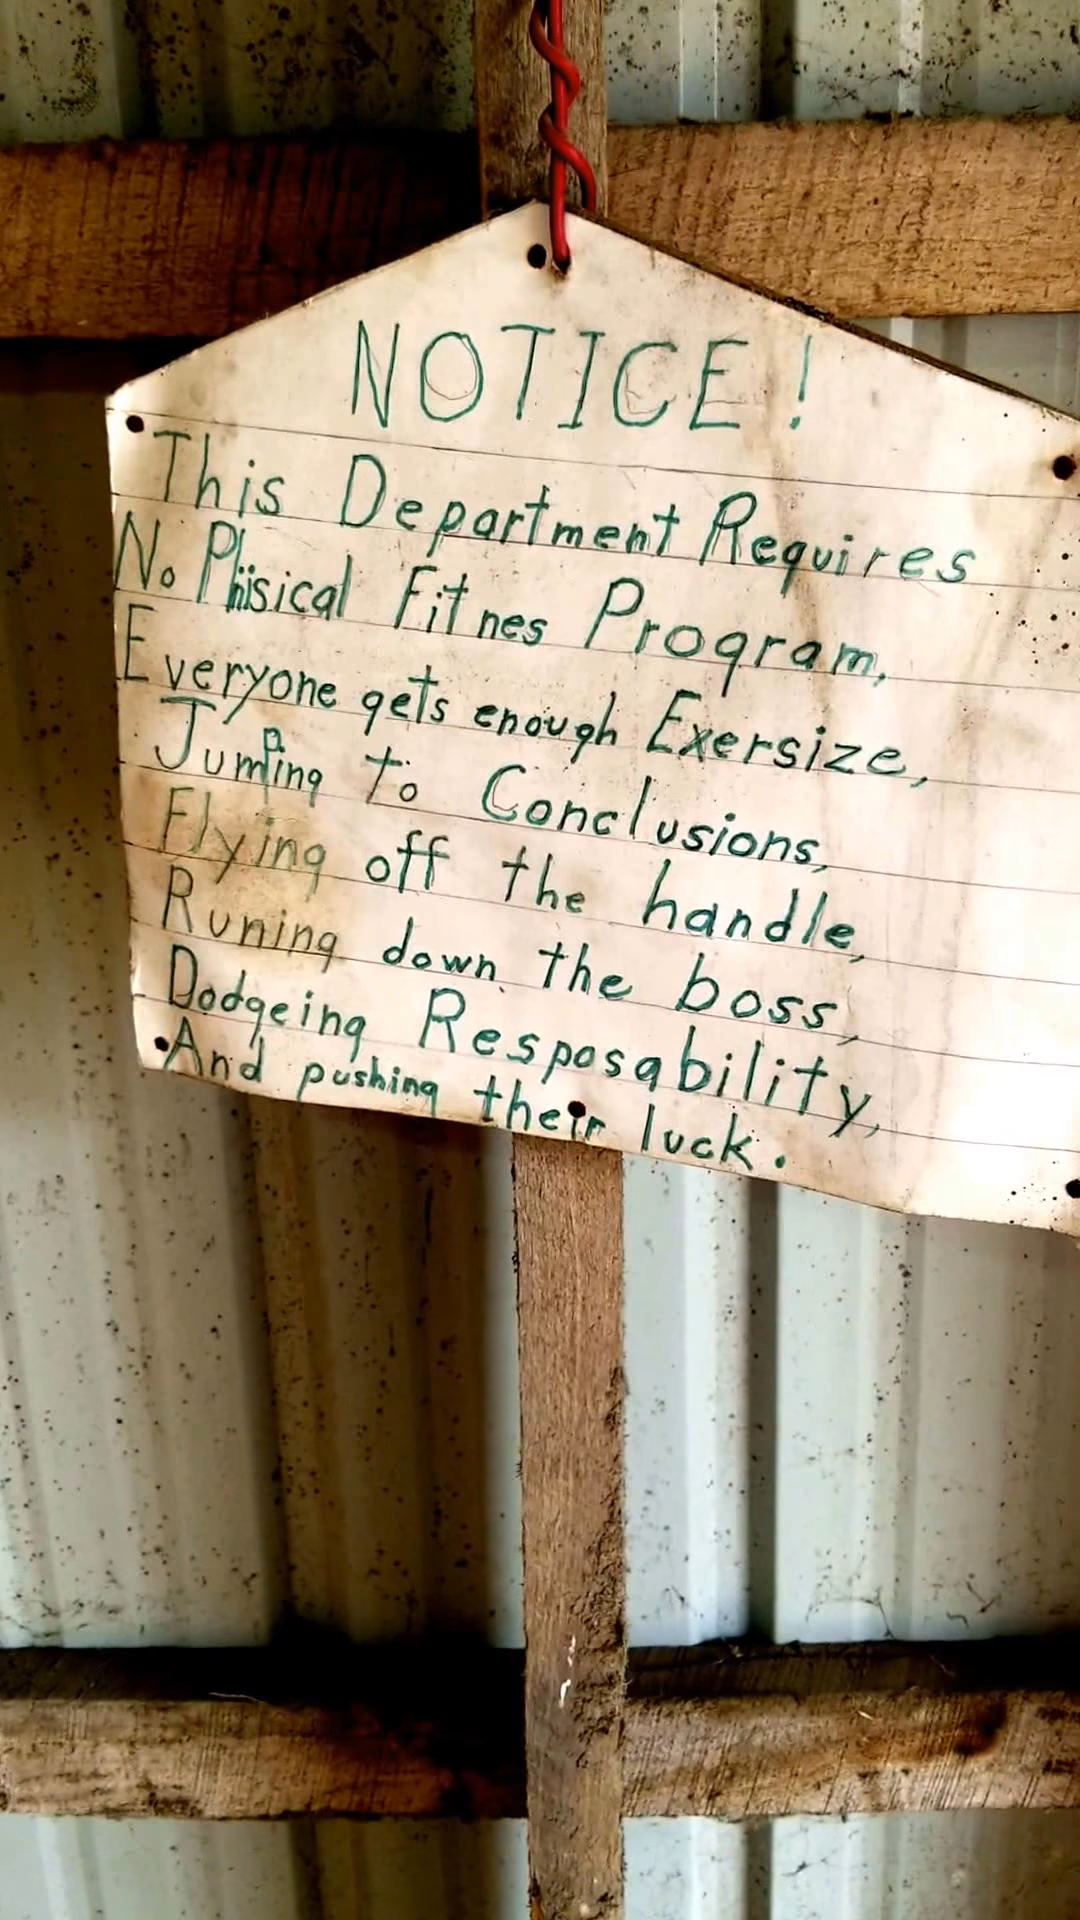 NOTICE!
This Department Requires
No Phisical Fitnes Program,
Everyone gets enough Exersize,
Jumping to Conclusions,
Flying off the handle,
Runing down the boss,
Dodgeing Resposability,
And pushing their luck.